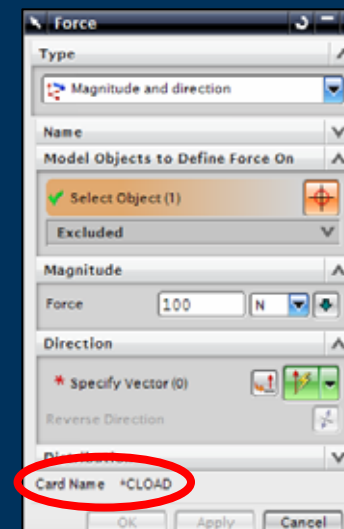 Force
Type
Magnitude and direction
Name
Model Objects to Define Force On
Select Object (1)
Excluded
Magnitude
Force 100 N
Direction
* Specify Vector (0)
Reverse Direction
Distribution
Card Name *CLOAD
OK Apply Cancel